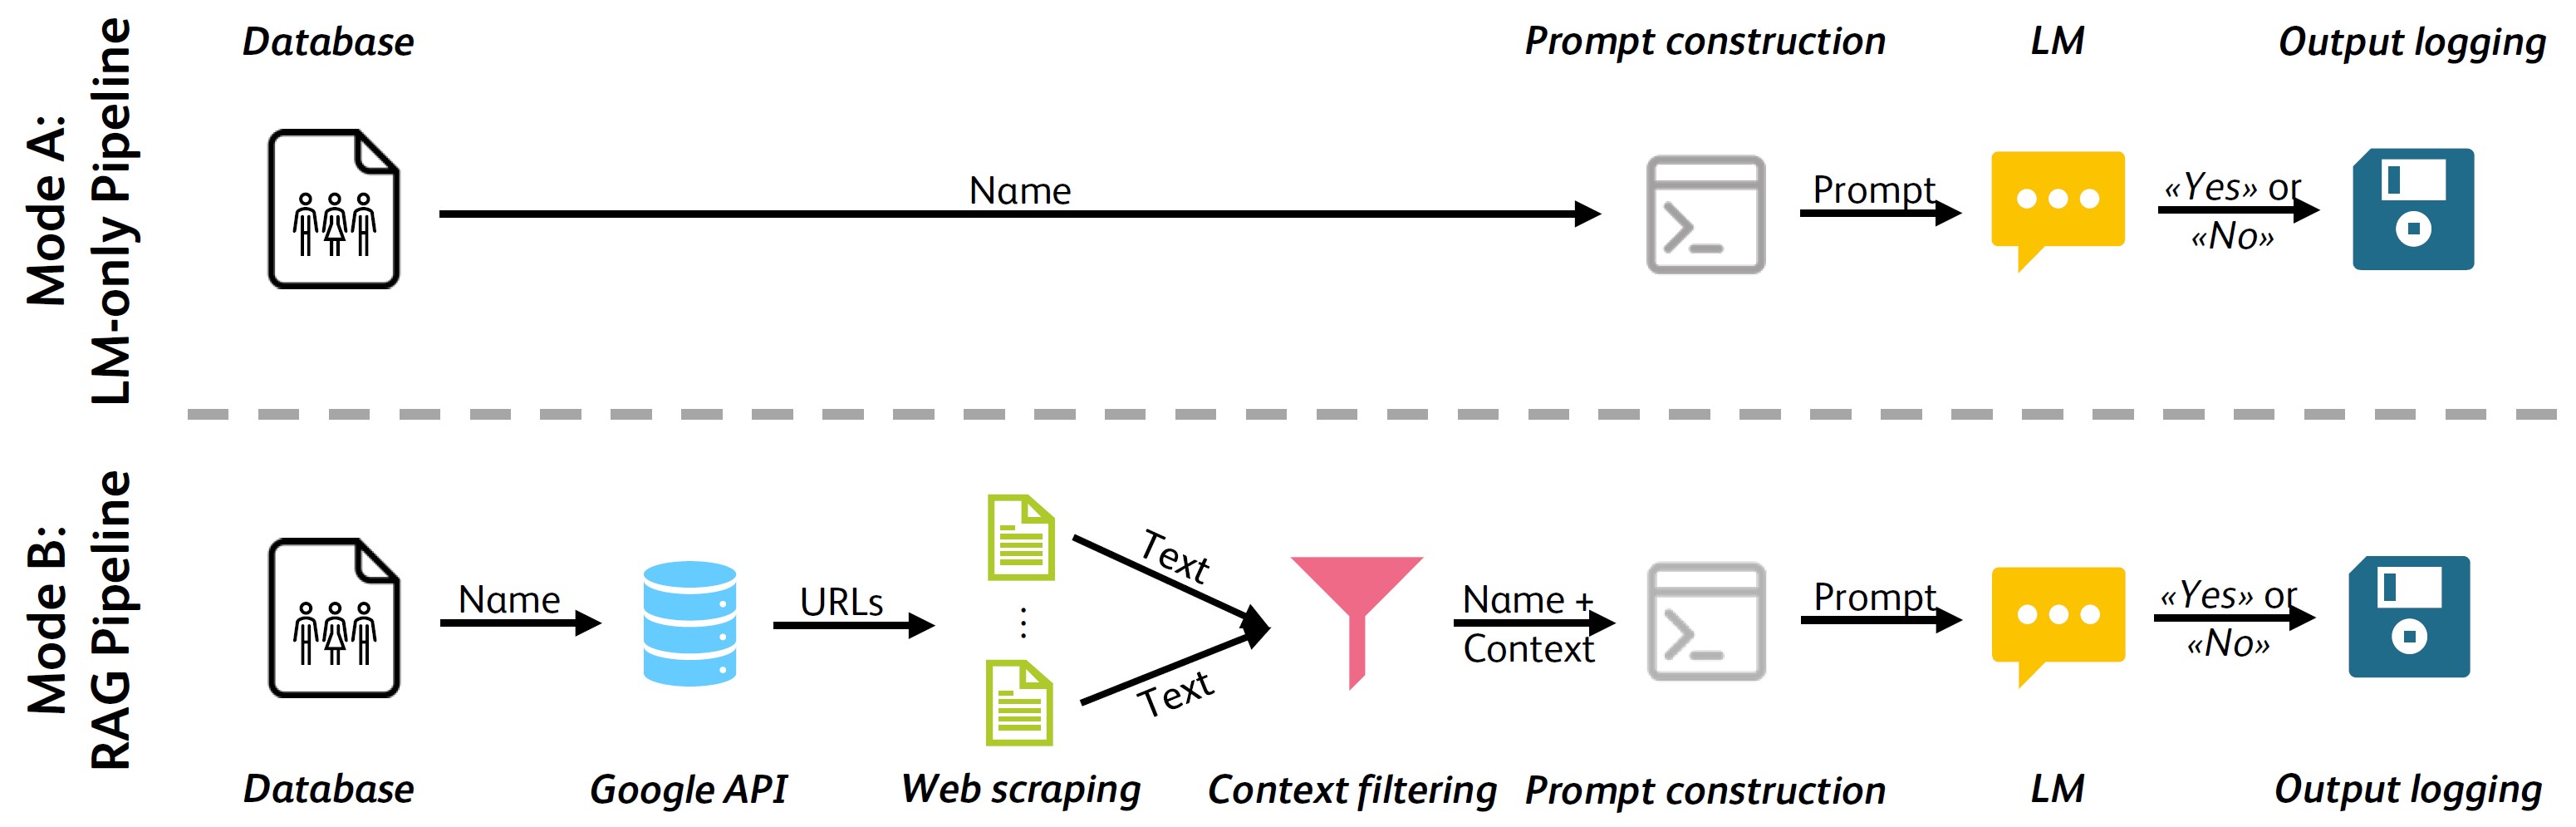 Mode A:
LM-only Pipeline
Database
Prompt construction
LM
Output logging
Name
Prompt
«Yes» or
«No»
Mode B:
RAG Pipeline
Name
URLs
Text
⋮
Text
Name +
Context
Prompt
«Yes» or
«No»
Database
Google API
Web scraping
Context filtering
Prompt construction
LM
Output logging